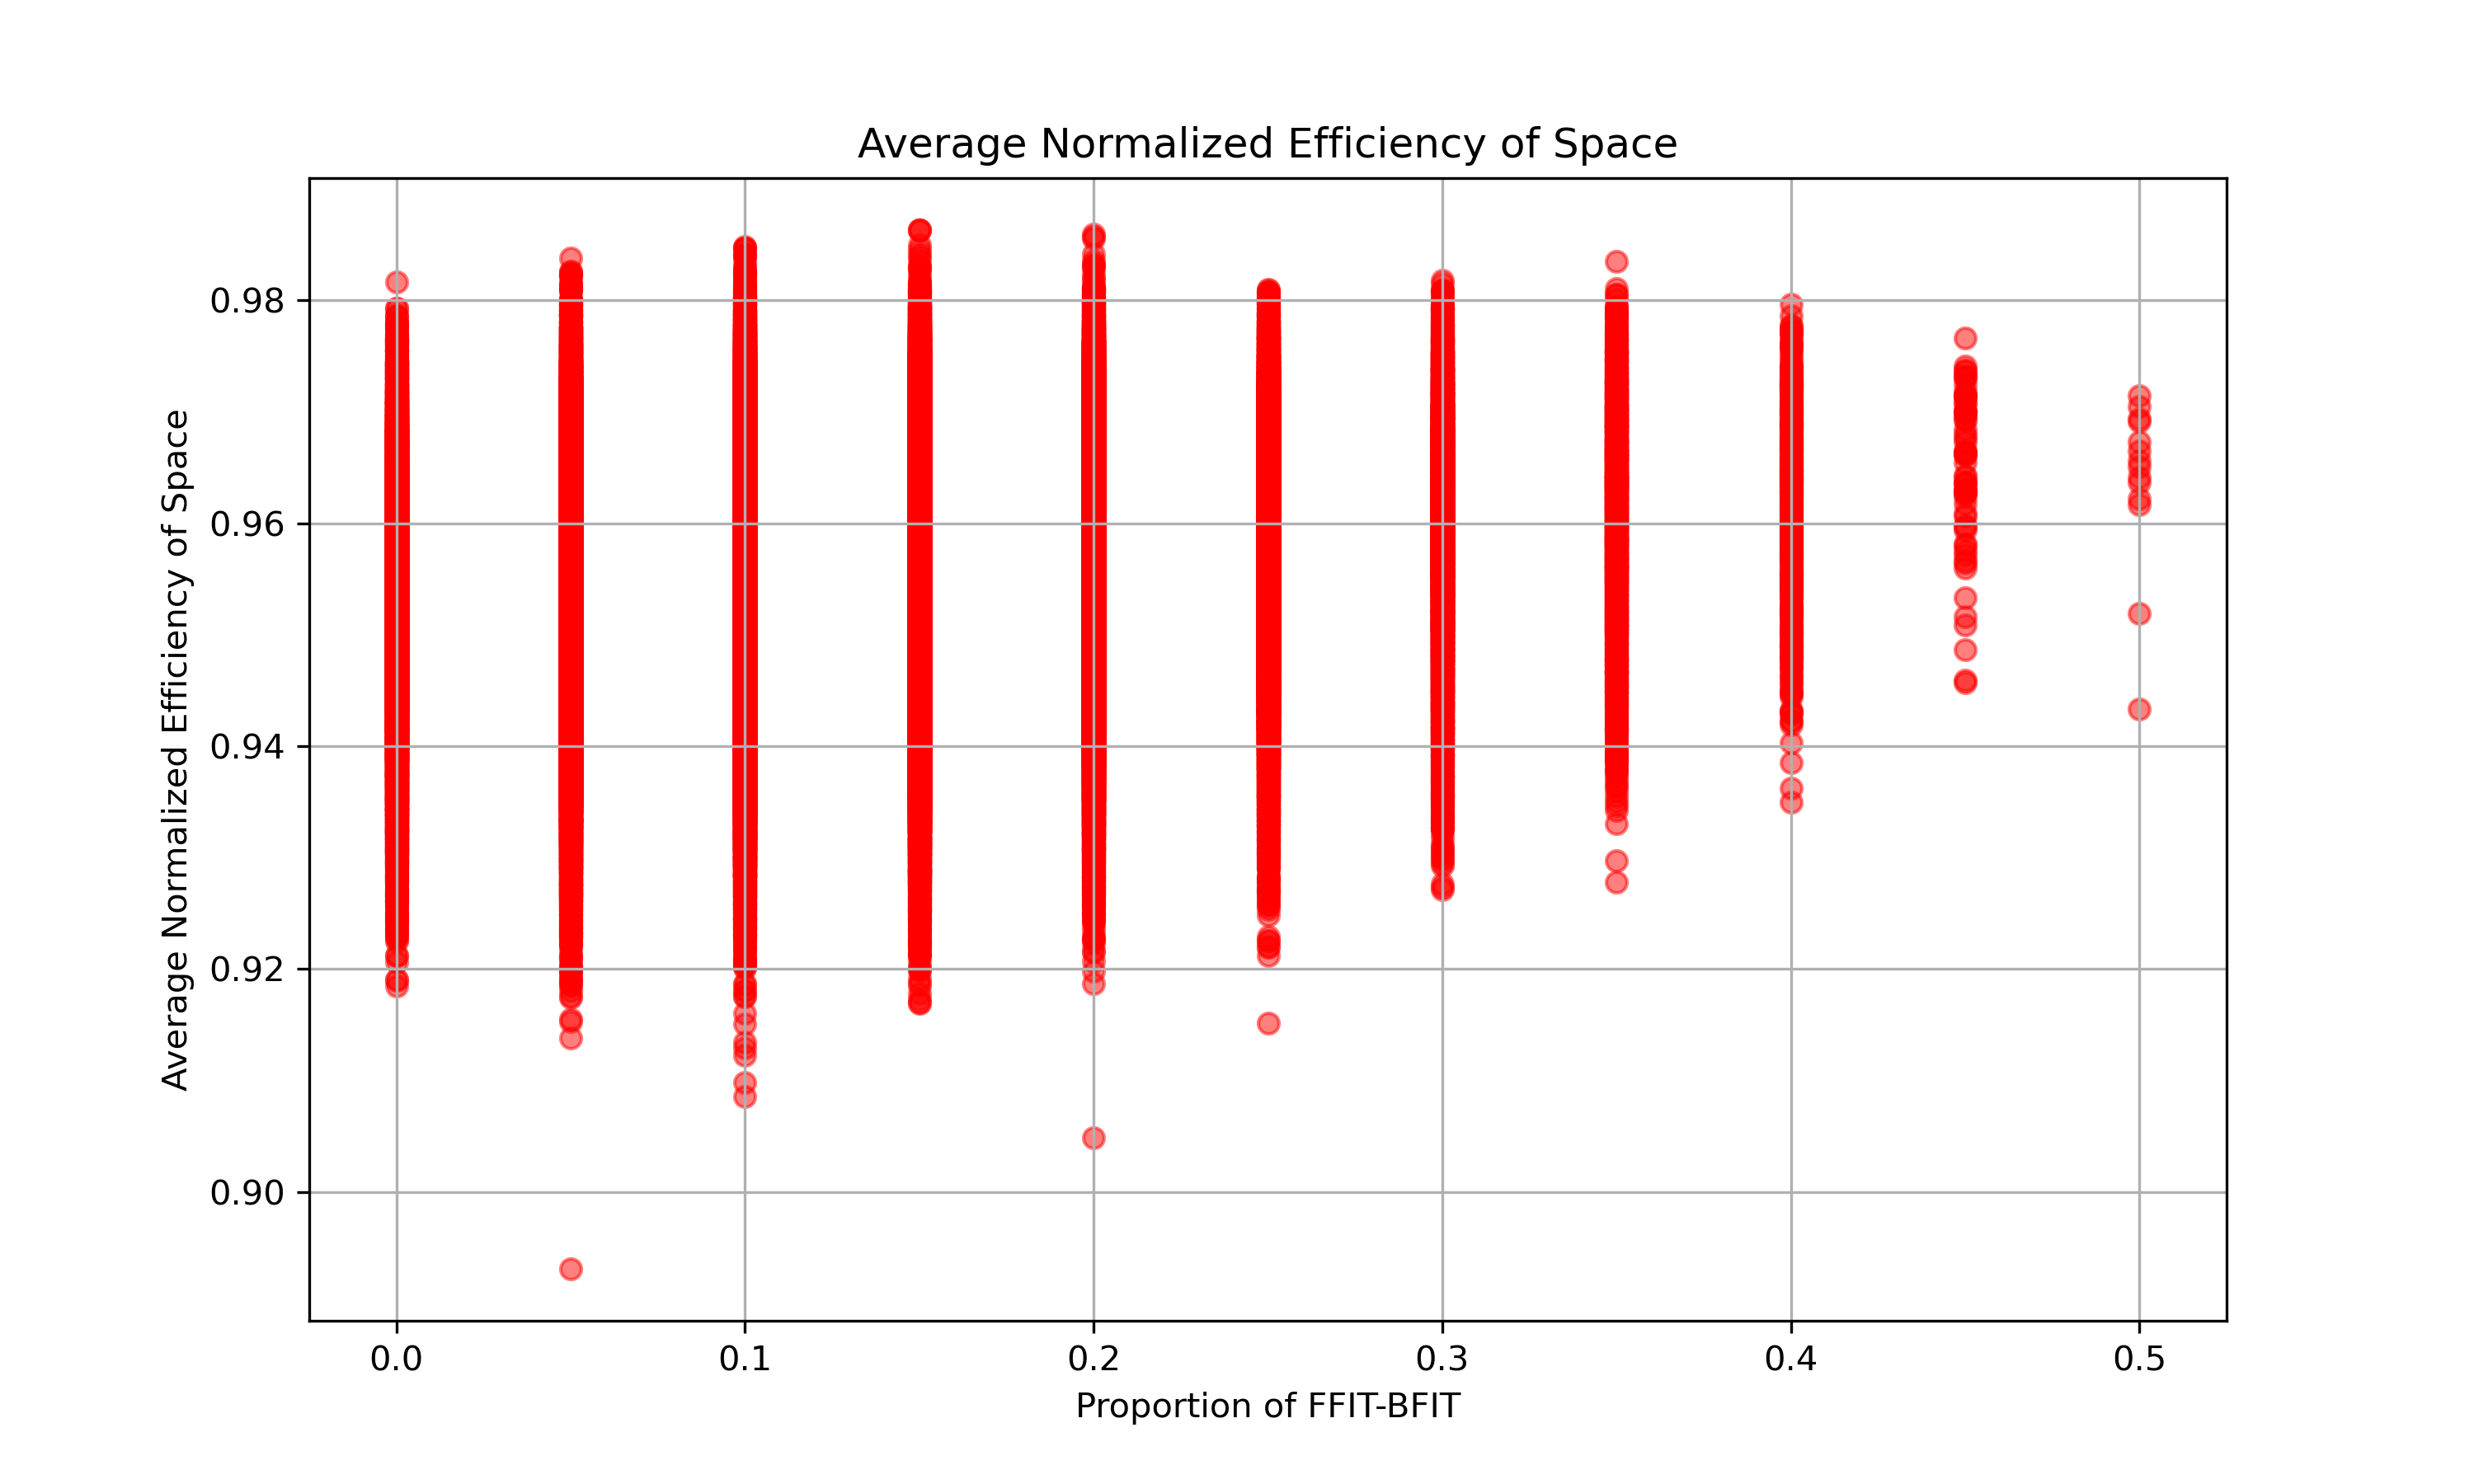 Average Normalized Efficiency of Space
Average Normalized Efficiency of Space
0.98
0.96
0.94
0.92
0.90
0.0 0.1 0.2 0.3 0.4 0.5
Proportion of FFIT-BFIT